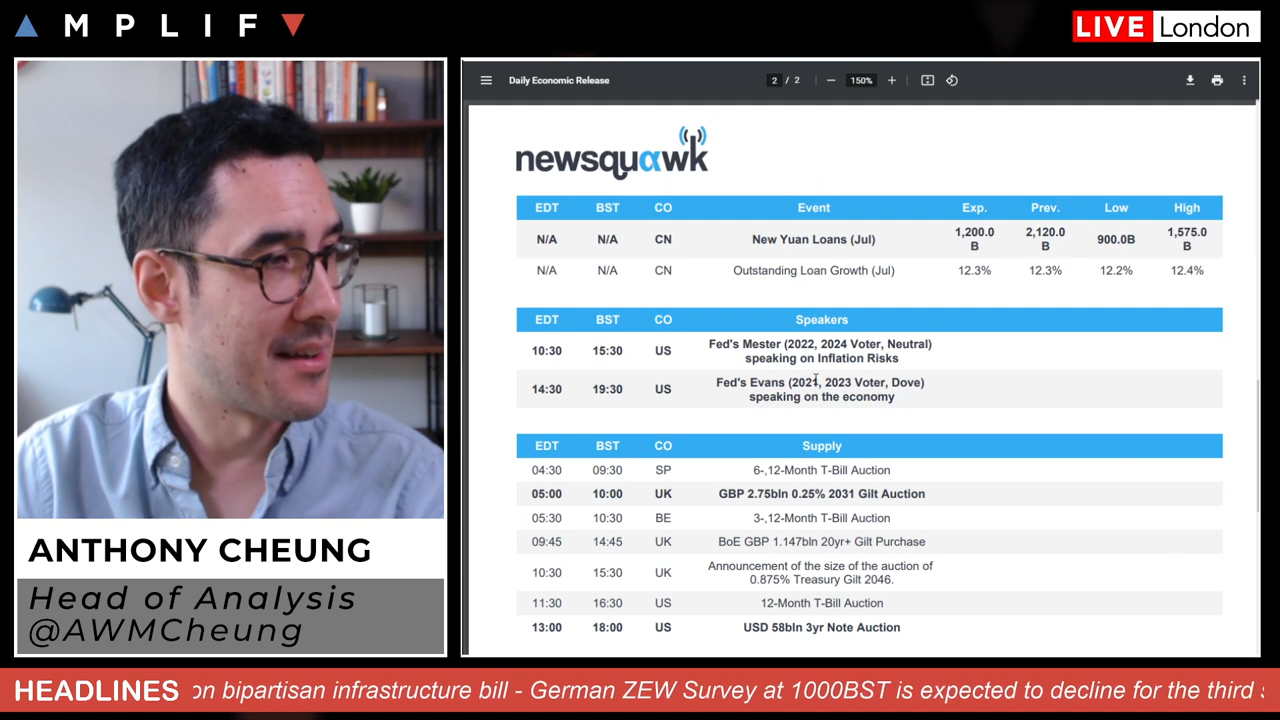 AMPLIFY
LIVE London
Daily Economic Release
2 / 2
150%
newsquawk
EDT BST CO Event Exp. Prev. Low High
N/A N/A CN New Yuan Loans (Jul) 1,200.0 B 2,120.0 B 900.0B 1,575.0 B
N/A N/A CN Outstanding Loan Growth (Jul) 12.3% 12.3% 12.2% 12.4%
EDT BST CO Speakers
10:30 15:30 US Fed's Mester (2022, 2024 Voter, Neutral)
speaking on Inflation Risks
14:30 19:30 US Fed's Evans (2021, 2023 Voter, Dove)
speaking on the economy
EDT BST CO Supply
04:30 09:30 SP 6-,12-Month T-Bill Auction
05:00 10:00 UK GBP 2.75bln 0.25% 2031 Gilt Auction
05:30 10:30 BE 3-,12-Month T-Bill Auction
09:45 14:45 UK BoE GBP 1.147bln 20yr+ Gilt Purchase
10:30 15:30 UK Announcement of the size of the auction of
0.875% Treasury Gilt 2046.
11:30 16:30 US 12-Month T-Bill Auction
13:00 18:00 US USD 58bln 3yr Note Auction
ANTHONY CHEUNG
Head of Analysis
@AWMCheung
HEADLINES on bipartisan infrastructure bill - German ZEW Survey at 1000BST is expected to decline for the third